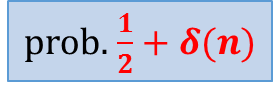 prob. 1/2 + δ(n)